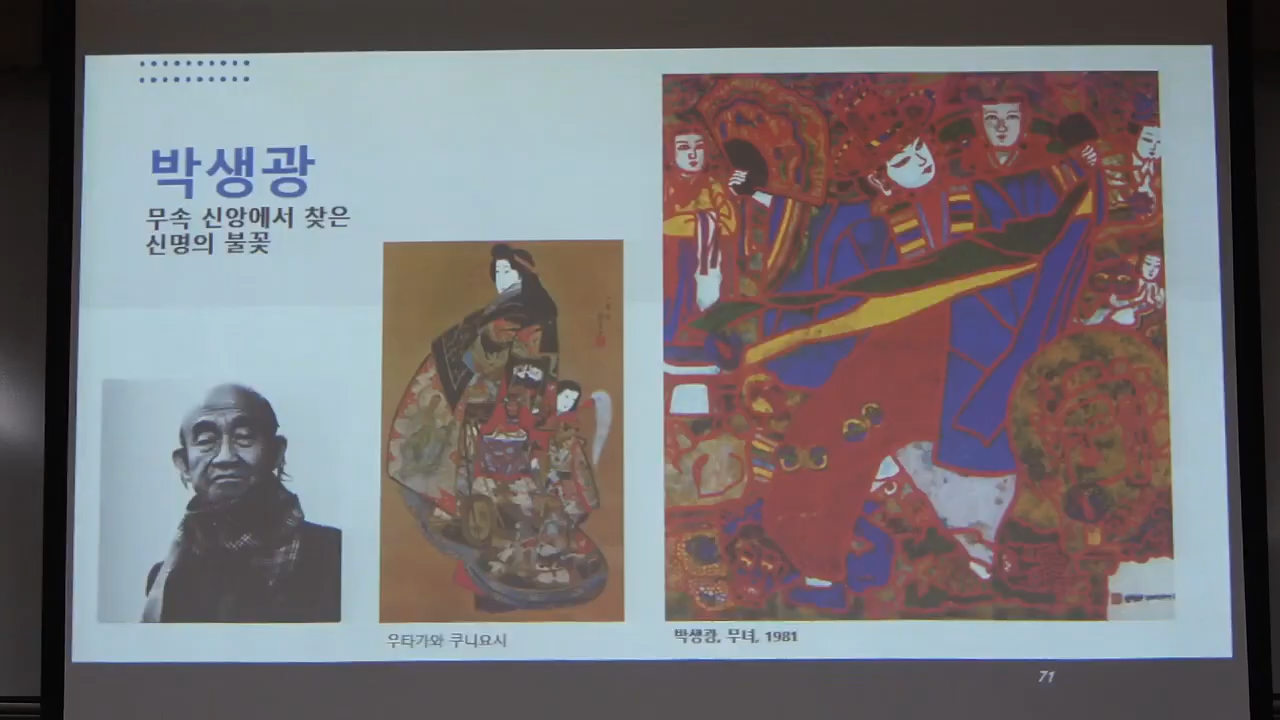 박생광
무속 신앙에서 찾은
신명의 불꽃
우타가와 쿠니요시
박생광, 무녀, 1981
71